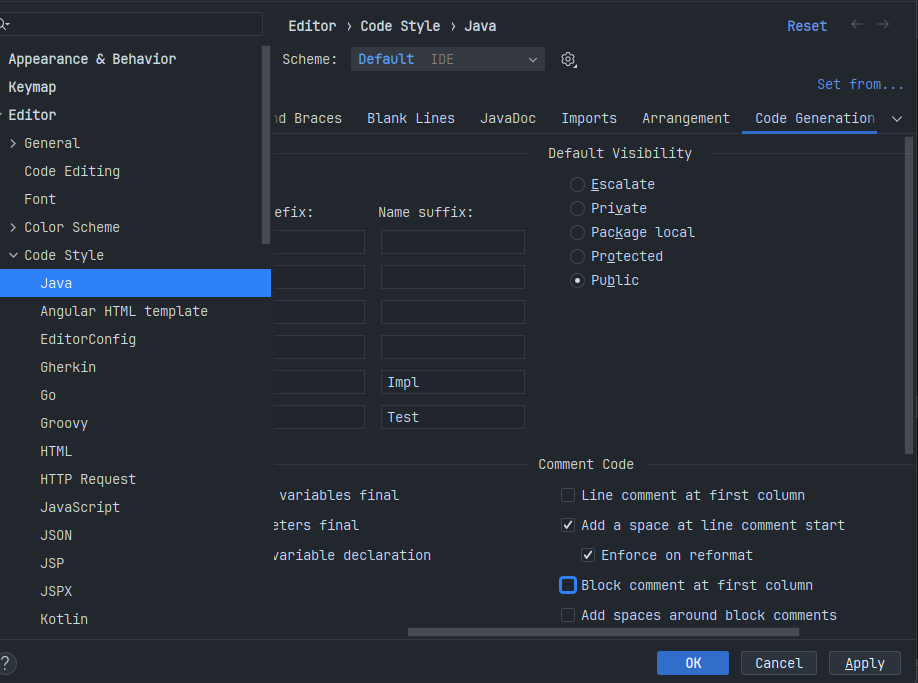 Editor › Code Style › Java
Reset
Scheme: Default IDE
Set from...
nd Braces Blank Lines JavaDoc Imports Arrangement Code Generation
Appearance & Behavior
Keymap
Editor
General
Code Editing
Font
Color Scheme
Code Style
Java
Angular HTML template
EditorConfig
Gherkin
Go
Groovy
HTML
HTTP Request
JavaScript
JSON
JSP
JSPX
Kotlin
efix: Name suffix:
Impl
Test
Default Visibility
Escalate
Private
Package local
Protected
Public
variables final
eters final
variable declaration
Comment Code
Line comment at first column
Add a space at line comment start
Enforce on reformat
Block comment at first column
Add spaces around block comments
?
OK Cancel Apply